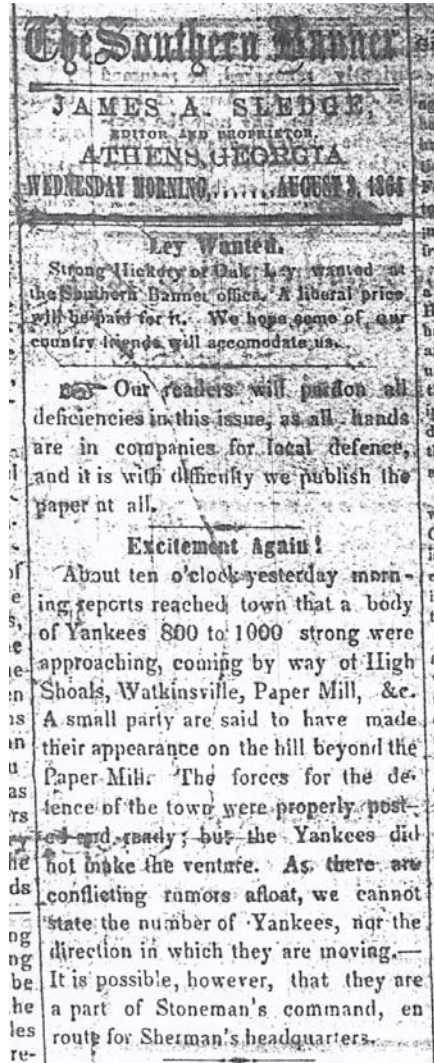 The Southern Banner
JAMES A. SLEDGE,
EDITOR AND PROPRIETOR,
ATHENS, GEORGIA
WEDNESDAY MORNING,.......AUGUST 3, 1864
Ley Wanted.
Strong Hickory or Oak Ley wanted at
the Southern Banner office. A liberal price
will be paid for it. We hope some of our
country friends will accomodate us.
☞ Our readers will pardon all
deficiencies in this issue, as all hands
are in companies for local defence,
and it is with difficulty we publish the
paper at all.
Excitement Again!
About ten o'clock yesterday morn-
ing reports reached town that a body
of Yankees 800 to 1000 strong were
approaching, coming by way of High
Shoals, Watkinsville, Paper Mill, &c.
A small party are said to have made
their appearance on the hill beyond the
Paper Mill. The forces for the de-
fence of the town were properly post-
ed and ready; but the Yankees did
not make the venture. As there are
conflicting rumors afloat, we cannot
state the number of Yankees, nor the
direction in which they are moving.—
It is possible, however, that they are
a part of Stoneman's command, en
route for Sherman's headquarters.